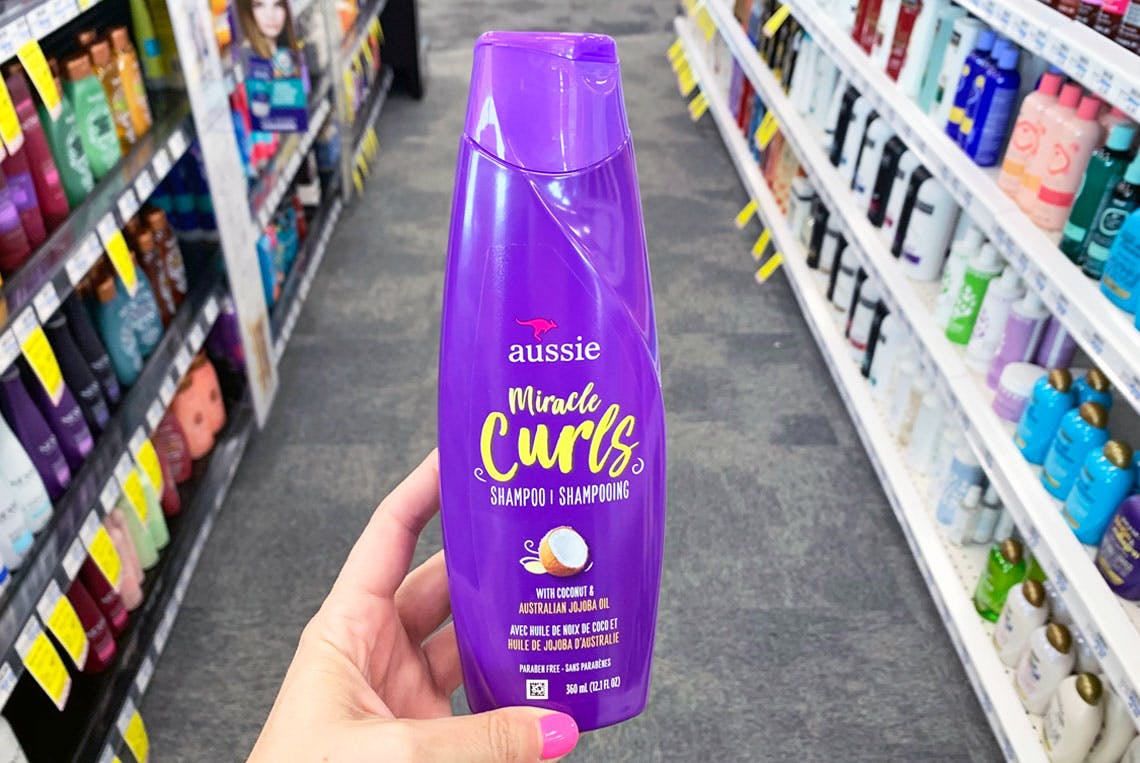 aussie
Miracle
Curls
SHAMPOO | SHAMPOOING
WITH COCONUT &
AUSTRALIAN JOJOBA OIL
AVEC HUILE DE NOIX DE COCO ET
HUILE DE JOJOBA D'AUSTRALIE
PARABEN FREE - SANS PARABÈNES
360 mL (12.1 FL OZ)